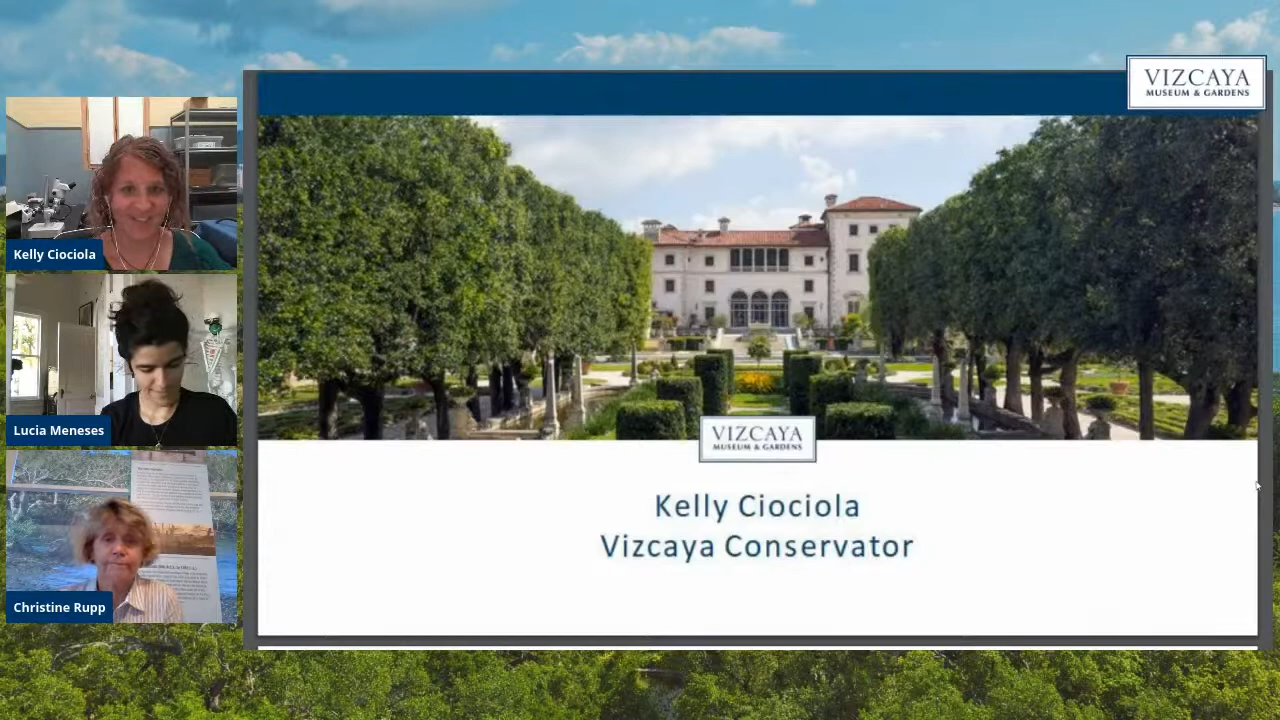 VIZCAYA
MUSEUM & GARDENS
Kelly Ciociola
Lucia Meneses
Christine Rupp
VIZCAYA
MUSEUM & GARDENS
Kelly Ciociola
Vizcaya Conservator